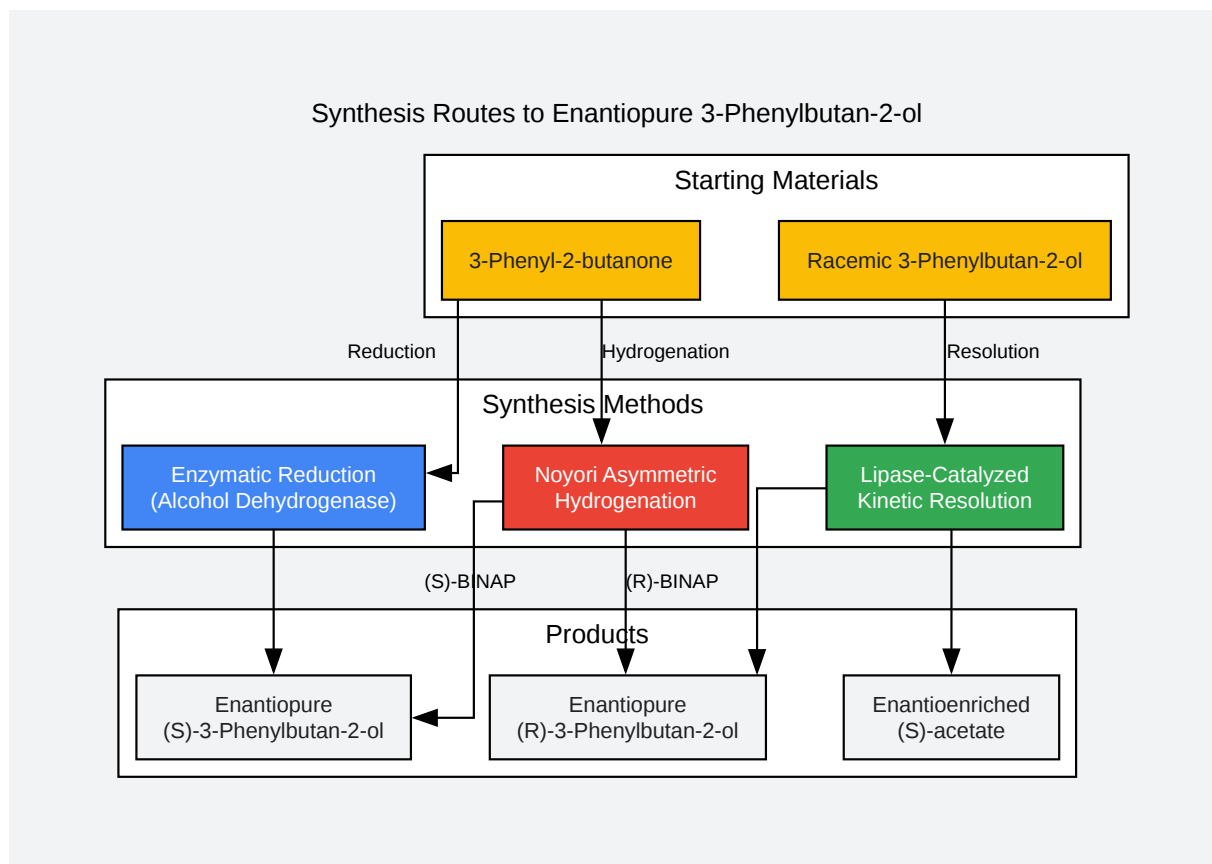 Synthesis Routes to Enantiopure 3-Phenylbutan-2-ol
Starting Materials
3-Phenyl-2-butanone
Racemic 3-Phenylbutan-2-ol
Reduction
Hydrogenation
Resolution
Synthesis Methods
Enzymatic Reduction
(Alcohol Dehydrogenase)
Noyori Asymmetric
Hydrogenation
Lipase-Catalyzed
Kinetic Resolution
(S)-BINAP
(R)-BINAP
Products
Enantiopure
(S)-3-Phenylbutan-2-ol
Enantiopure
(R)-3-Phenylbutan-2-ol
Enantioenriched
(S)-acetate